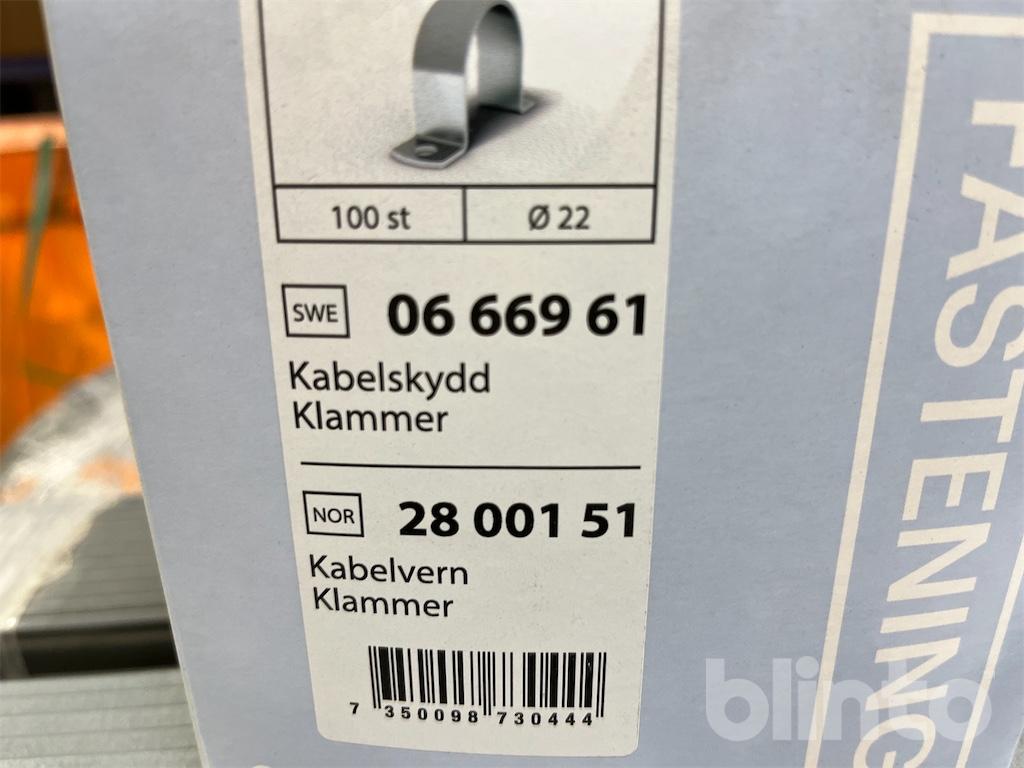 100 st
Ø 22
SWE 06 669 61
Kabelskydd
Klammer
NOR 28 001 51
Kabelvern
Klammer
7 350098 730444
FASTENING
blinto